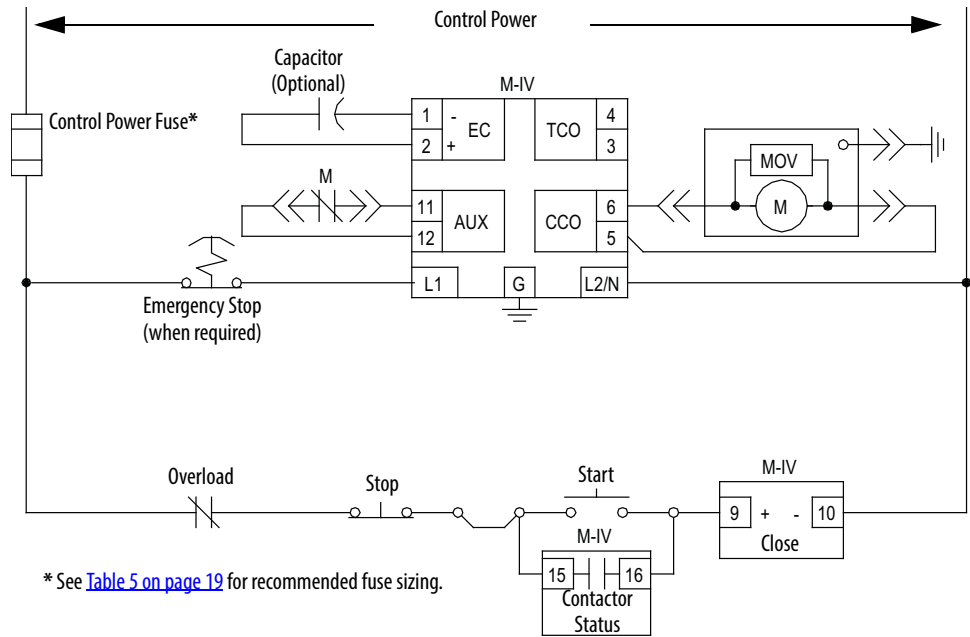 Control Power
Capacitor
(Optional)
M-IV
Control Power Fuse*
1
-
EC
TCO
4
2
+
3
MOV
M
M
11
AUX
CCO
6
12
5
L1
G
L2/N
Emergency Stop
(when required)
Overload
Stop
Start
M-IV
9
+
-
10
Close
M-IV
15
16
Contactor
Status
* See Table 5 on page 19 for recommended fuse sizing.